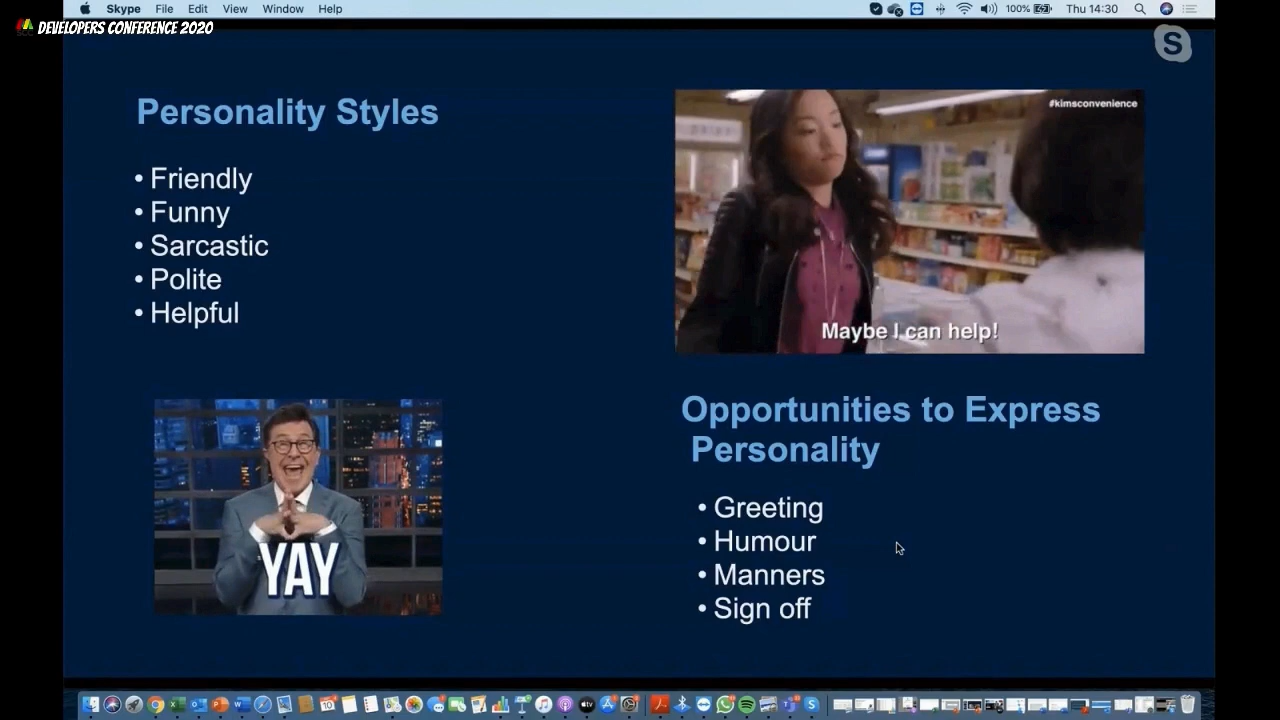 Skype File Edit View Window Help
100% Thu 14:30
DEVELOPERS CONFERENCE 2020
S
Personality Styles
• Friendly
• Funny
• Sarcastic
• Polite
• Helpful
#kimsconvenience
Maybe I can help!
YAY
Opportunities to Express
Personality
• Greeting
• Humour
• Manners
• Sign off